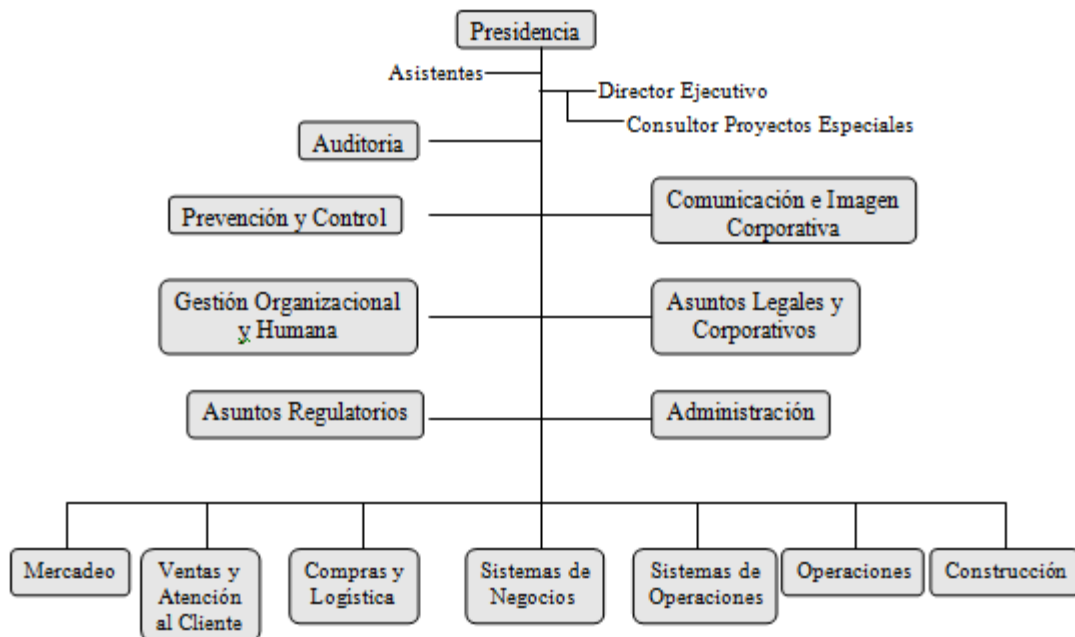 Presidencia
Asistentes
Director Ejecutivo
Consultor Proyectos Especiales
Auditoria
Prevención y Control
Comunicación e Imagen
Corporativa
Gestión Organizacional
y Humana
Asuntos Legales y
Corporativos
Asuntos Regulatorios
Administración
Mercadeo
Ventas y
Atención
al Cliente
Compras y
Logística
Sistemas de
Negocios
Sistemas de
Operaciones
Operaciones
Construcción